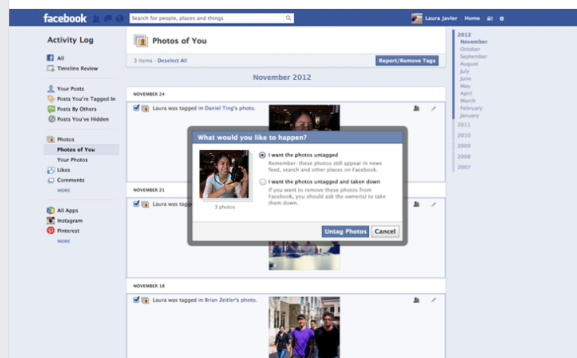 facebook
Search for people, places and things
Laura Javier Home
Activity Log
All
Timeline Review
Your Posts
Posts You're Tagged In
Posts By Others
Posts You've Hidden
Photos
Photos of You
Your Photos
Likes
Comments
MORE
All Apps
Instagram
Pinterest
MORE
Photos of You
3 items · Deselect All
Report/Remove Tags
November 2012
NOVEMBER 24
Laura was tagged in Daniel Ting's photo.
What would you like to happen?
3 photos
I want the photos untagged
Remember: these photos still appear in news
feed, search and other places on Facebook.
I want the photos untagged and taken down
If you want to remove these photos from
Facebook, you should ask the owner(s) to take
them down.
Untag Photos Cancel
NOVEMBER 21
Laura was tagg
NOVEMBER 18
Laura was tagged in Brian Zeitler's photo.
2012
November
October
September
August
July
June
May
April
March
February
January
2011
2010
2009
2008
2007